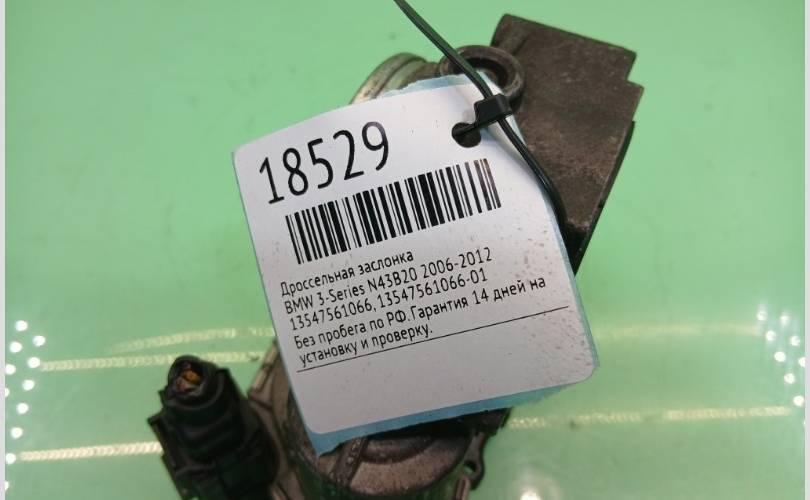 18529
Дроссельная заслонка
BMW 3-Series N43B20 2006-2012
13547561066, 13547561066-01
Без пробега по РФ.Гарантия 14 дней на
установку и проверку.